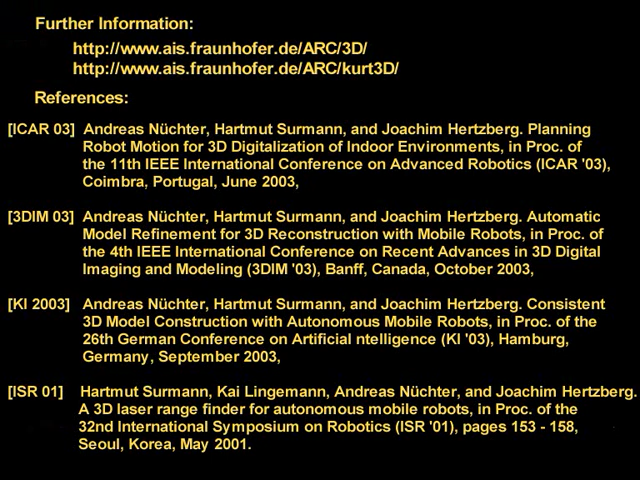 Further Information:
http://www.ais.fraunhofer.de/ARC/3D/
http://www.ais.fraunhofer.de/ARC/kurt3D/
References:
[ICAR 03] Andreas Nüchter, Hartmut Surmann, and Joachim Hertzberg. Planning
Robot Motion for 3D Digitalization of Indoor Environments, in Proc. of
the 11th IEEE International Conference on Advanced Robotics (ICAR '03),
Coimbra, Portugal, June 2003,
[3DIM 03] Andreas Nüchter, Hartmut Surmann, and Joachim Hertzberg. Automatic
Model Refinement for 3D Reconstruction with Mobile Robots, in Proc. of
the 4th IEEE International Conference on Recent Advances in 3D Digital
Imaging and Modeling (3DIM '03), Banff, Canada, October 2003,
[KI 2003] Andreas Nüchter, Hartmut Surmann, and Joachim Hertzberg. Consistent
3D Model Construction with Autonomous Mobile Robots, in Proc. of the
26th German Conference on Artificial ntelligence (KI '03), Hamburg,
Germany, September 2003,
[ISR 01] Hartmut Surmann, Kai Lingemann, Andreas Nüchter, and Joachim Hertzberg.
A 3D laser range finder for autonomous mobile robots, in Proc. of the
32nd International Symposium on Robotics (ISR '01), pages 153 - 158,
Seoul, Korea, May 2001.